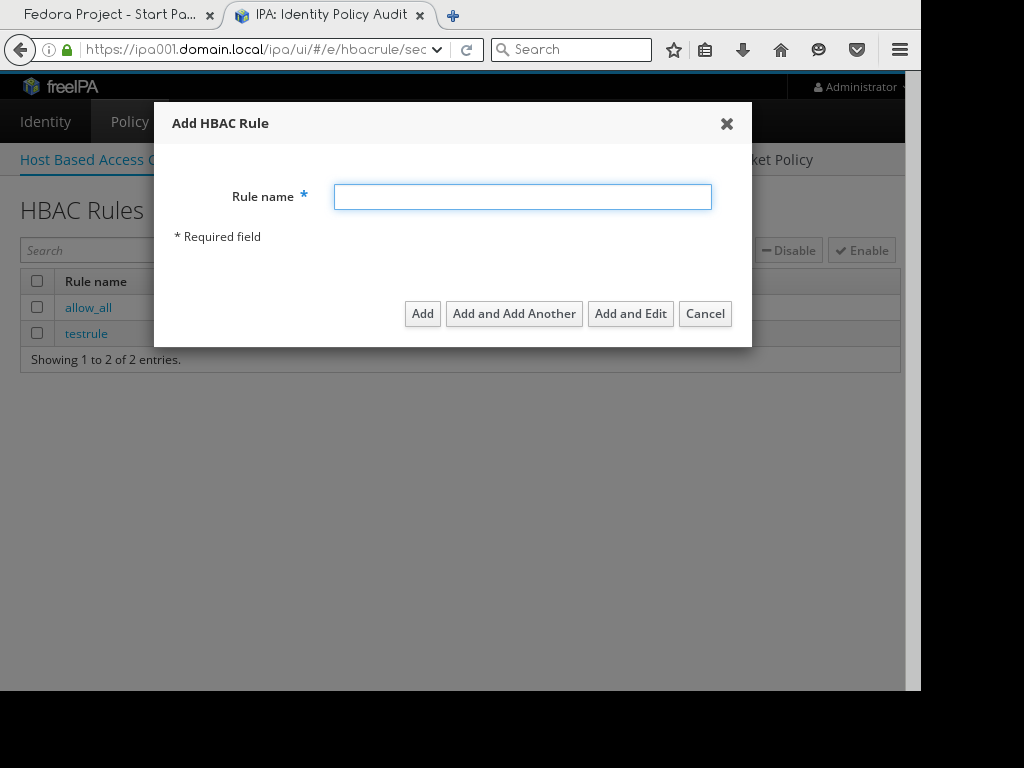 Fedora Project - Start Pa...
IPA: Identity Policy Audit
https://ipa001.domain.local/ipa/ui/#/e/hbacrule/sec
Search
freeIPA
Administrator
Identity
Policy
Add HBAC Rule
Host Based Access
ket Policy
Rule name *
HBAC Rules
* Required field
Search
Disable
Enable
Rule name
allow_all
Add
Add and Add Another
Add and Edit
Cancel
testrule
Showing 1 to 2 of 2 entries.